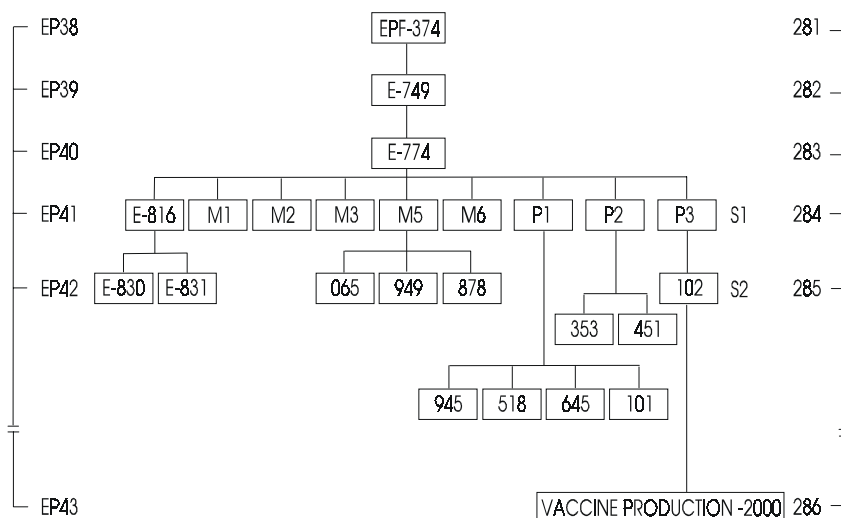 EP38 EPF-374 281
EP39 E-749 282
EP40 E-774 283
EP41 E-816 M1 M2 M3 M5 M6 P1 P2 P3 S1 284
EP42 E-830 E-831 065 949 878 102 S2 285
353 451
945 518 645 101
EP43 VACCINE PRODUCTION -2000 286